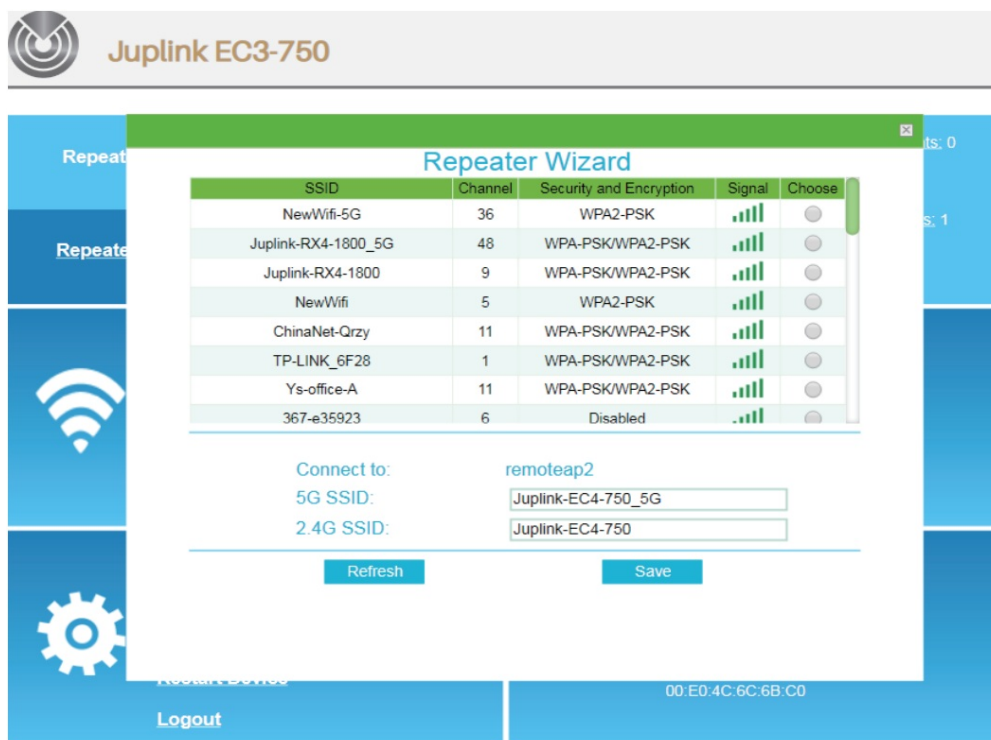 Juplink EC3-750
Repeat
ts: 0
Repeater Wizard
SSID Channel Security and Encryption Signal Choose
NewWifi-5G 36 WPA2-PSK
Juplink-RX4-1800_5G 48 WPA-PSK/WPA2-PSK
Repeate
s: 1
Juplink-RX4-1800 9 WPA-PSK/WPA2-PSK
NewWifi 5 WPA2-PSK
ChinaNet-Qrzy 11 WPA-PSK/WPA2-PSK
TP-LINK_6F28 1 WPA-PSK/WPA2-PSK
Ys-office-A 11 WPA-PSK/WPA2-PSK
367-e35923 6 Disabled
Connect to: remoteap2
5G SSID: Juplink-EC4-750_5G
2.4G SSID: Juplink-EC4-750
Refresh Save
Restart Device
00:E0:4C:6C:6B:C0
Logout